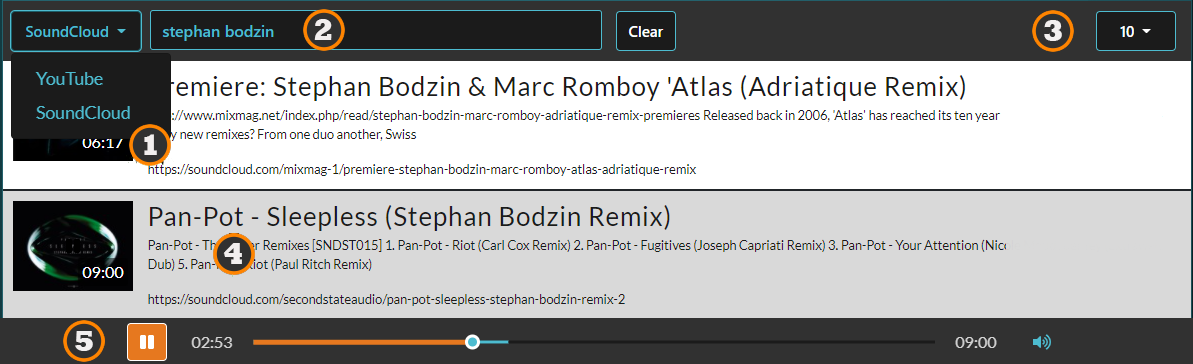 SoundCloud
stephan bodzin
2
Clear
3
10
YouTube
SoundCloud
1
remiere: Stephan Bodzin & Marc Romboy 'Atlas (Adriatique Remix)
://www.mixmag.net/index.php/read/stephan-bodzin-marc-romboy-adriatique-remix-premieres Released back in 2006, 'Atlas' has reached its ten year
new remixes? From one duo another, Swiss
06:17
https://soundcloud.com/mixmag-1/premiere-stephan-bodzin-marc-romboy-atlas-adriatique-remix
Pan-Pot - Sleepless (Stephan Bodzin Remix)
Pan-Pot - Th er Remixes [SNDST015] 1. Pan-Pot - Riot (Carl Cox Remix) 2. Pan-Pot - Fugitives (Joseph Capriati Remix) 3. Pan-Pot - Your Attention (Nico
4
Dub) 5. Pan- iot (Paul Ritch Remix)
09:00
https://soundcloud.com/secondstateaudio/pan-pot-sleepless-stephan-bodzin-remix-2
5
02:53
09:00